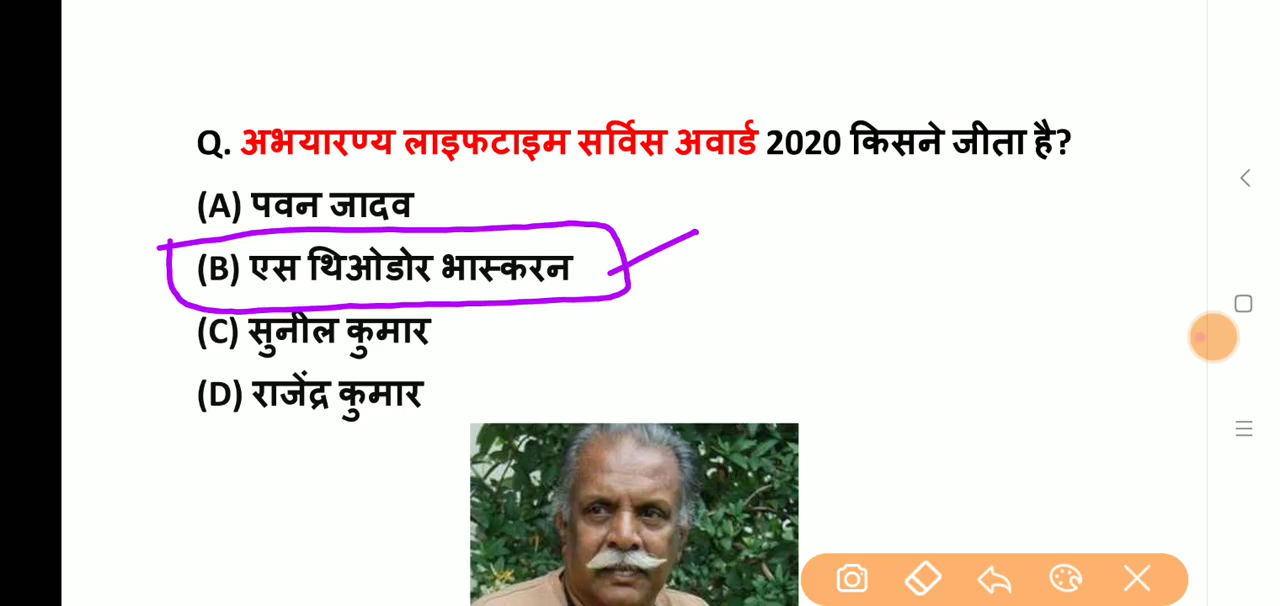 Q. अभयारण्य लाइफटाइम सर्विस अवार्ड 2020 किसने जीता है?
(A) पवन जादव
(B) एस थिओडोर भास्करन
(C) सुनील कुमार
(D) राजेंद्र कुमार